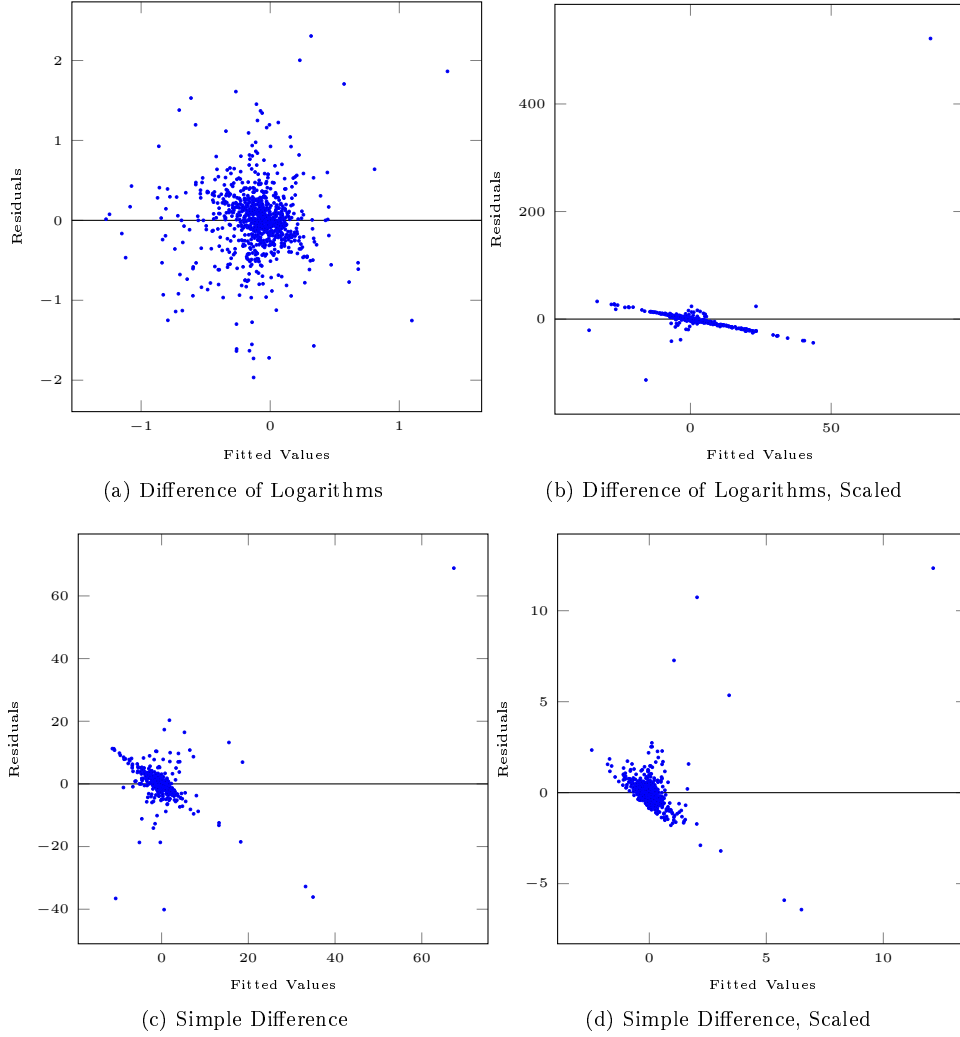 2
1
0
−1
−2
−1
0
1
Residuals
Fitted Values
(a) Difference of Logarithms
400
200
0
0
50
Residuals
Fitted Values
(b) Difference of Logarithms, Scaled
60
40
20
0
−20
−40
0
20
40
60
Residuals
Fitted Values
(c) Simple Difference
10
5
0
−5
0
5
10
Residuals
Fitted Values
(d) Simple Difference, Scaled